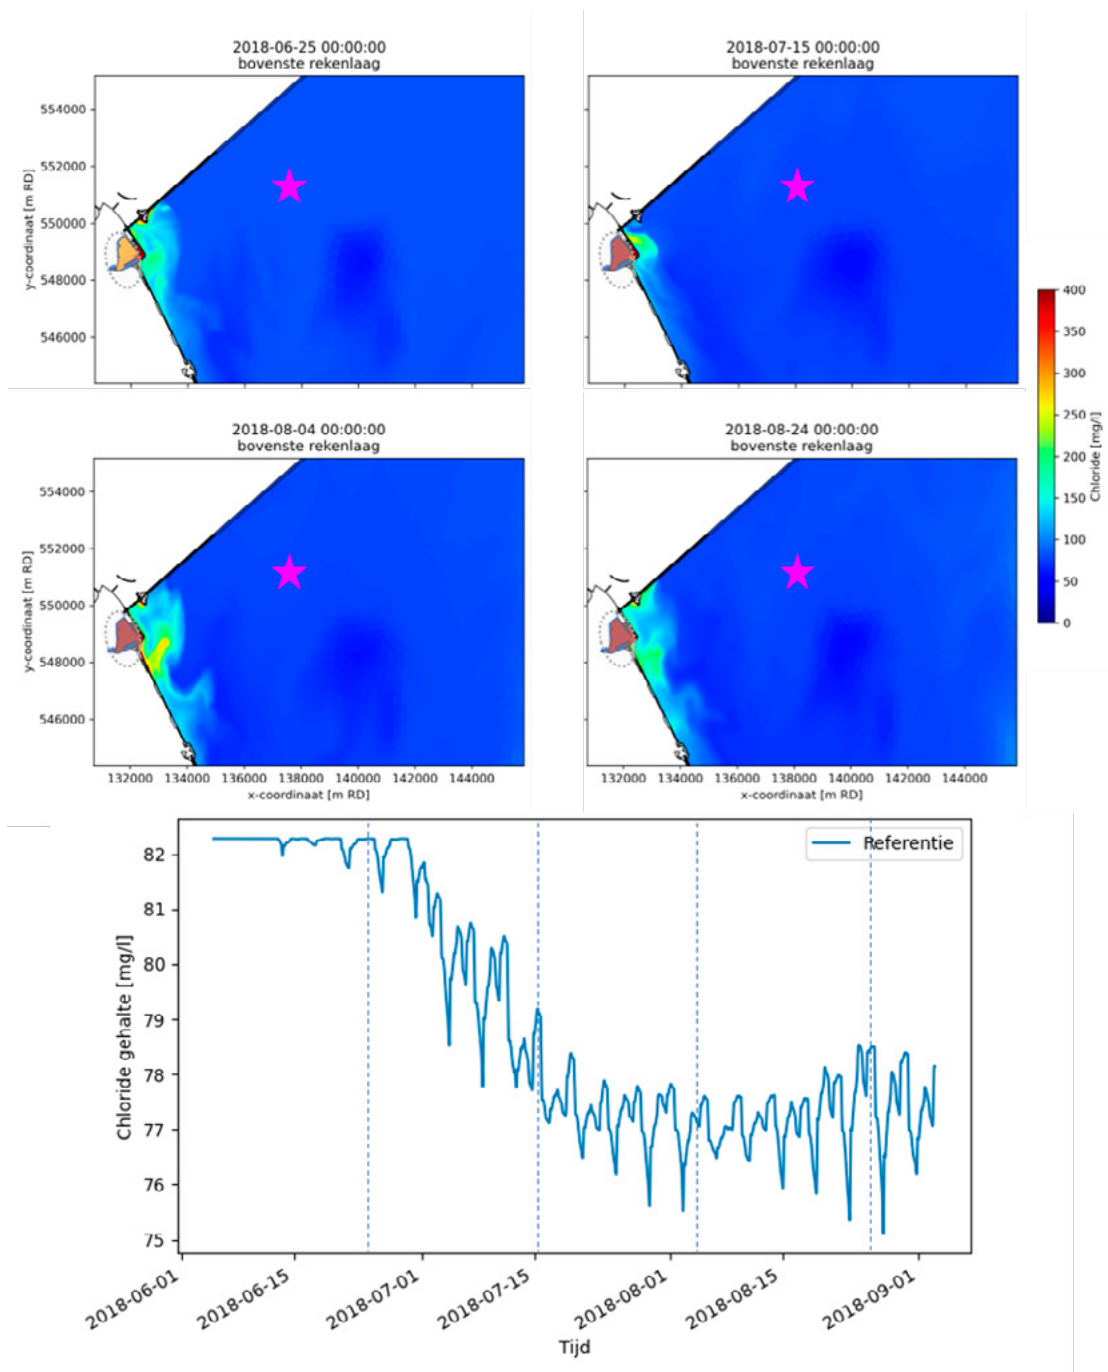 2018-06-25 00:00:00
bovenste rekenlaag
2018-07-15 00:00:00
bovenste rekenlaag
y-coordinaat [m RD]
554000
552000
550000
548000
546000
2018-08-04 00:00:00
bovenste rekenlaag
2018-08-24 00:00:00
bovenste rekenlaag
y-coordinaat [m RD]
554000
552000
550000
548000
546000
132000 134000 136000 138000 140000 142000 144000
x-coordinaat [m RD]
132000 134000 136000 138000 140000 142000 144000
x-coordinaat [m RD]
400
350
300
250
200
150
100
50
0
Chloride [mg/l]
Referentie
Chloride gehalte [mg/l]
82
81
80
79
78
77
76
75
2018-06-01
2018-06-15
2018-07-01
2018-07-15
2018-08-01
2018-08-15
2018-09-01
Tijd